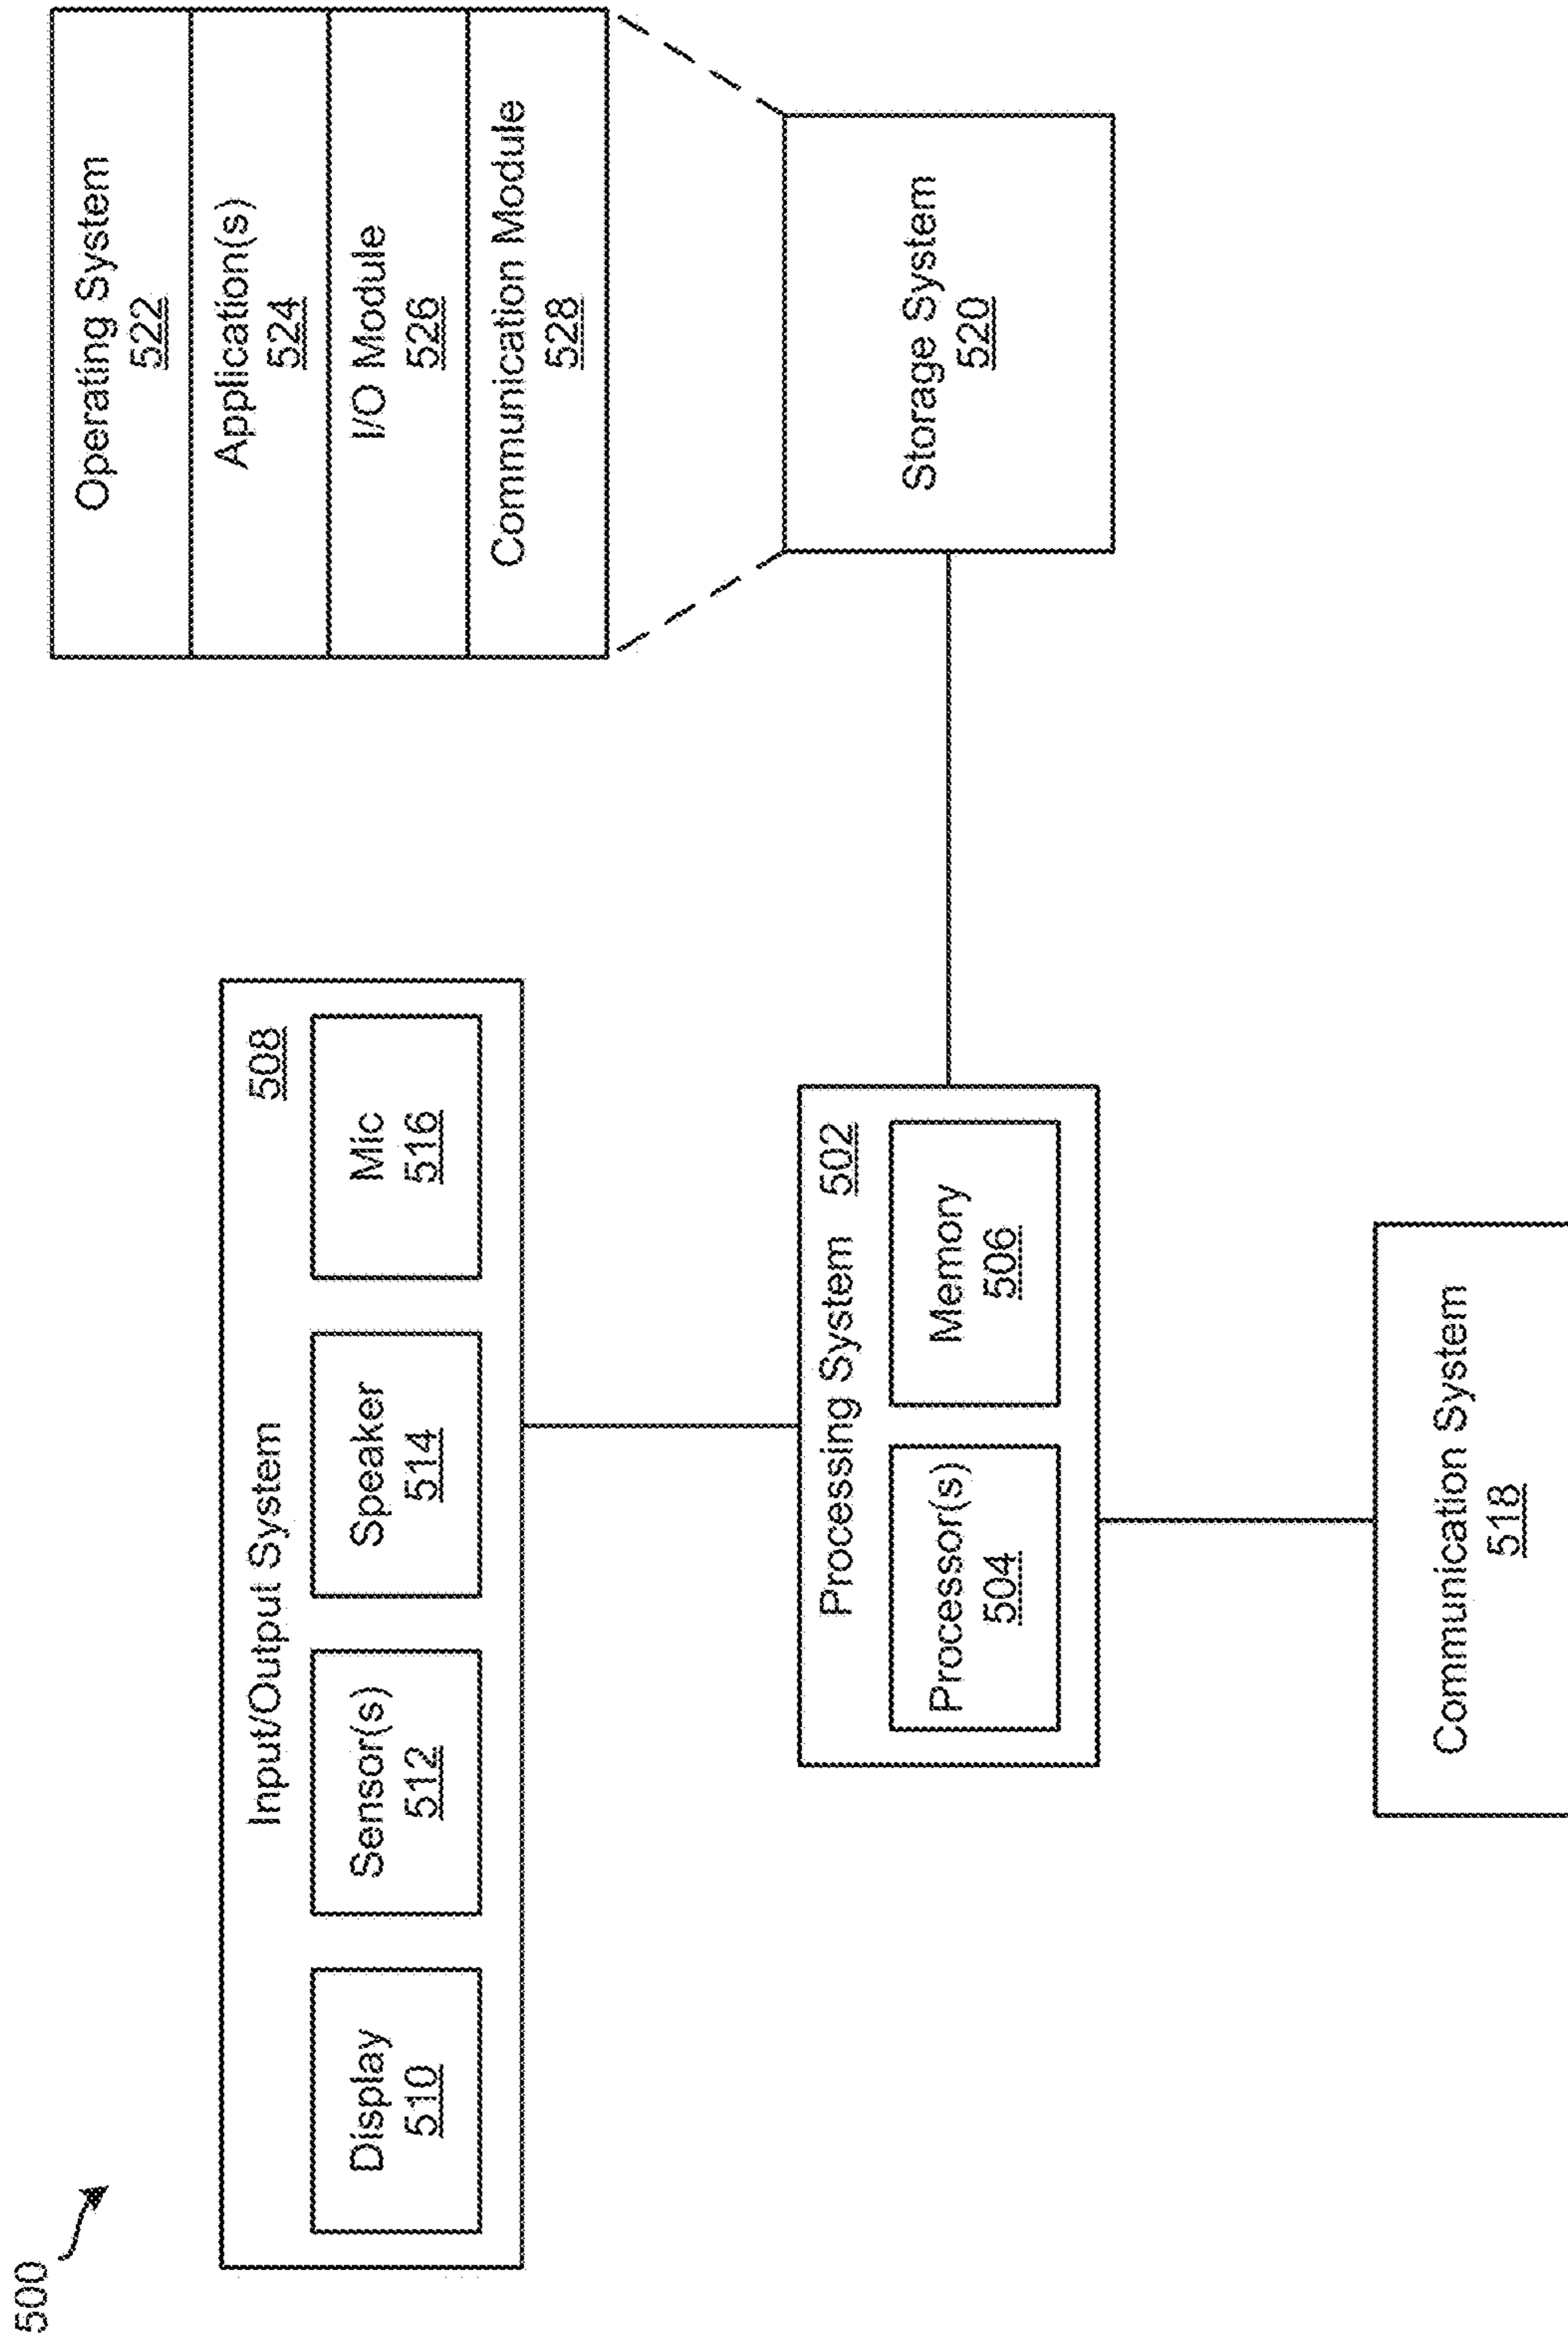 500
Input/Output System
508
Display
510
Sensor(s)
512
Speaker
514
Mic
516
Operating System
522
Application(s)
524
I/O Module
526
Communication Module
528
Processing System 502
Processor(s)
504
Memory
506
Storage System
520
Communication System
518